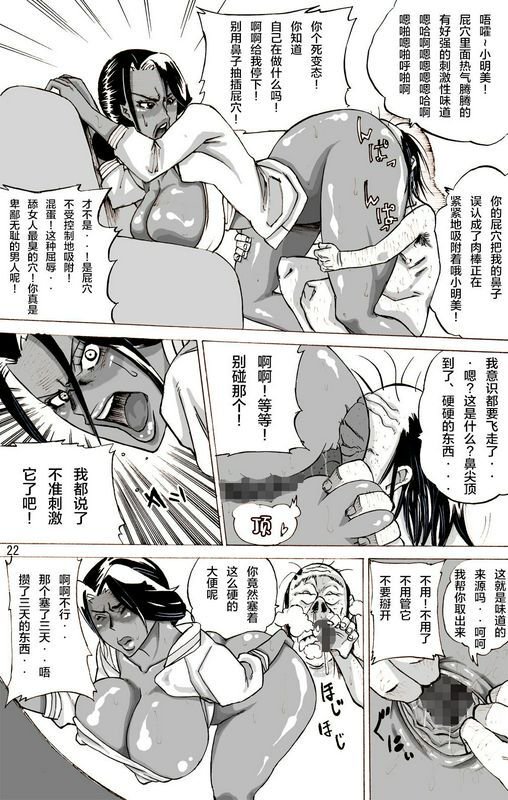 唔嚯~小明美！
屁穴里面热气腾腾的
有好强的刺激性味道
嗯哈啊嗯嗯嗯嗯哈啊
嗯啪嗯啪呼啪啊
你个死变态！
你知道
自己在做什么吗！
啊啊给我停下！
别用鼻子抽插屁穴！
你的屁穴把我的鼻子
误认成了肉棒正在
紧紧地吸附着哦小明美！
才不是．．！是屁穴
不受控制地吸附！
混蛋！这种屈辱．．
舔女人最臭的穴！你真是
卑鄙无耻的男人呢！
我意识都要飞走了．．
．嗯？这是什么？鼻尖顶
到了、硬硬的东西．．
啊啊！等等！
别碰那个！
顶
我都说了
不准刺激
它了吧！
22
这就是味道的
来源吗．．呵呵
我帮你取出来
不用！不用了
不用管它
不要掰开
你竟然塞着
这么硬的
大便呢
ほじ
ほじ
啊啊不行．．
那个塞了三天．．唔
攒了三天的东西．．